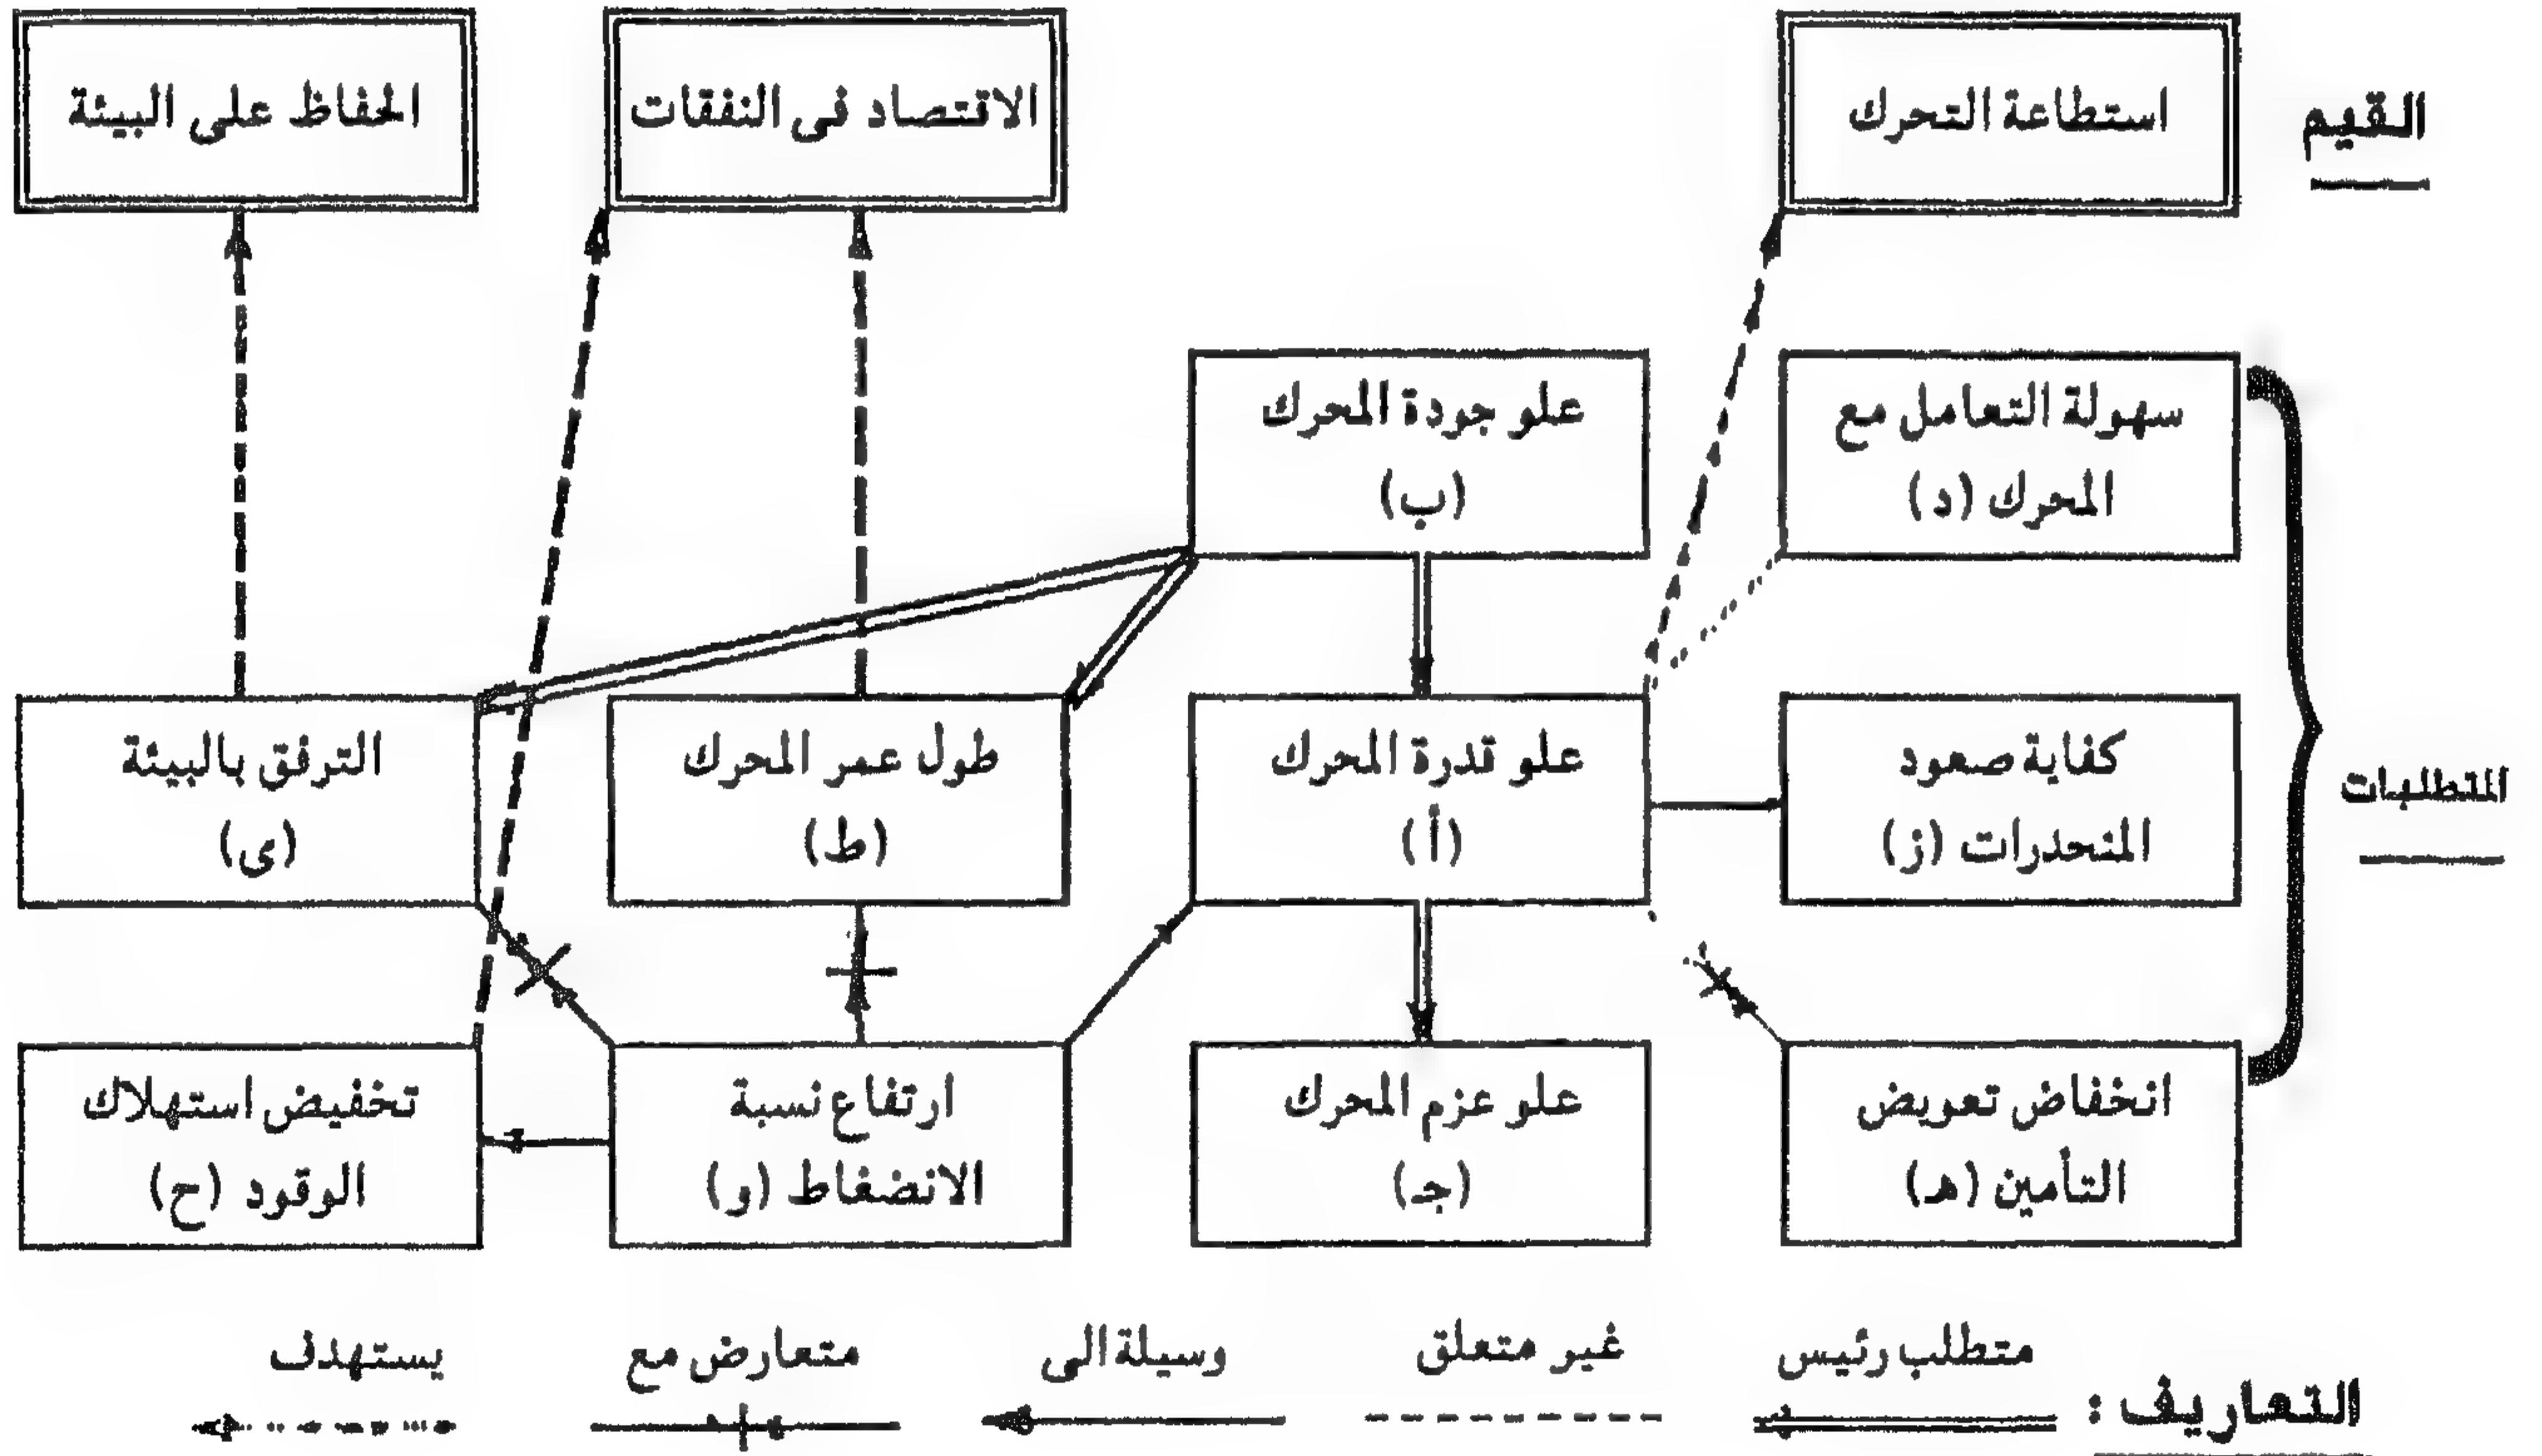 القيم
استطاعة التحرك
الاقتصاد فى النفقات
الحفاظ على البيئة
المتطلبات
سهولة التعامل مع
المحرك (د)
علو جودة المحرك
(ب)
كفاية صعود
المنحدرات (ز)
علو قدرة المحرك
(أ)
طول عمر المحرك
(ط)
الترفق بالبيئة
(ى)
انخفاض تعويض
التأمين (هـ)
علو عزم المحرك
(جـ)
ارتفاع نسبة
الانضغاط (و)
تخفيض استهلاك
الوقود (ح)
التعاريف :
متطلب رئيس
غير متعلق
وسيلة الى
متعارض مع
يستهدف